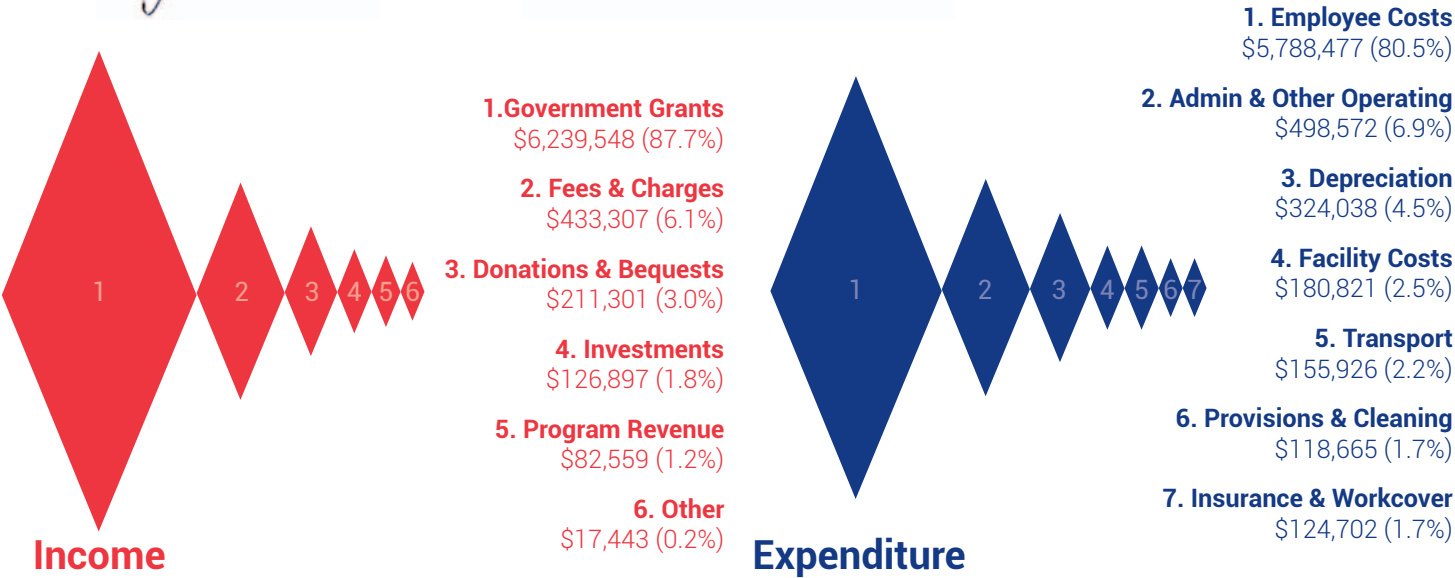 1
2
3
4
5
6
1.Government Grants
$6,239,548 (87.7%)
2. Fees & Charges
$433,307 (6.1%)
3. Donations & Bequests
$211,301 (3.0%)
4. Investments
$126,897 (1.8%)
5. Program Revenue
$82,559 (1.2%)
6. Other
$17,443 (0.2%)
Income
1
2
3
4
5
6
7
1. Employee Costs
$5,788,477 (80.5%)
2. Admin & Other Operating
$498,572 (6.9%)
3. Depreciation
$324,038 (4.5%)
4. Facility Costs
$180,821 (2.5%)
5. Transport
$155,926 (2.2%)
6. Provisions & Cleaning
$118,665 (1.7%)
7. Insurance & Workcover
$124,702 (1.7%)
Expenditure